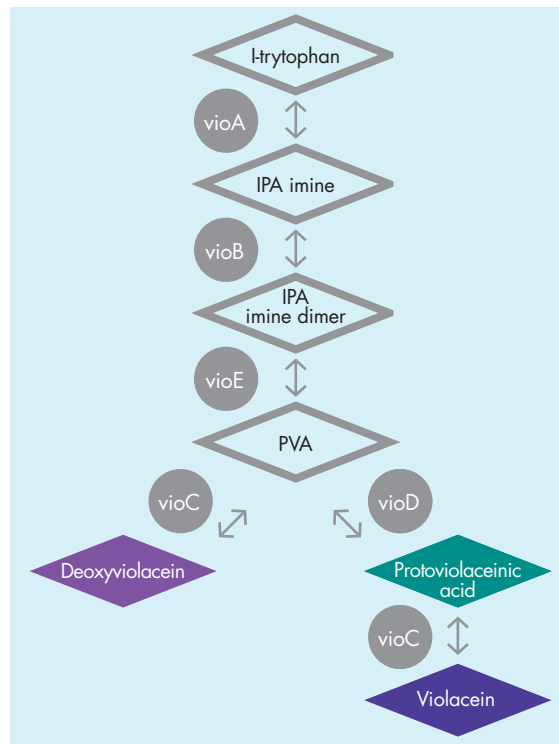 l-trytophan
vioA
IPA imine
vioB
IPA
imine dimer
vioE
PVA
vioC
vioD
Deoxyviolacein
Protoviolaceinic
acid
vioC
Violacein